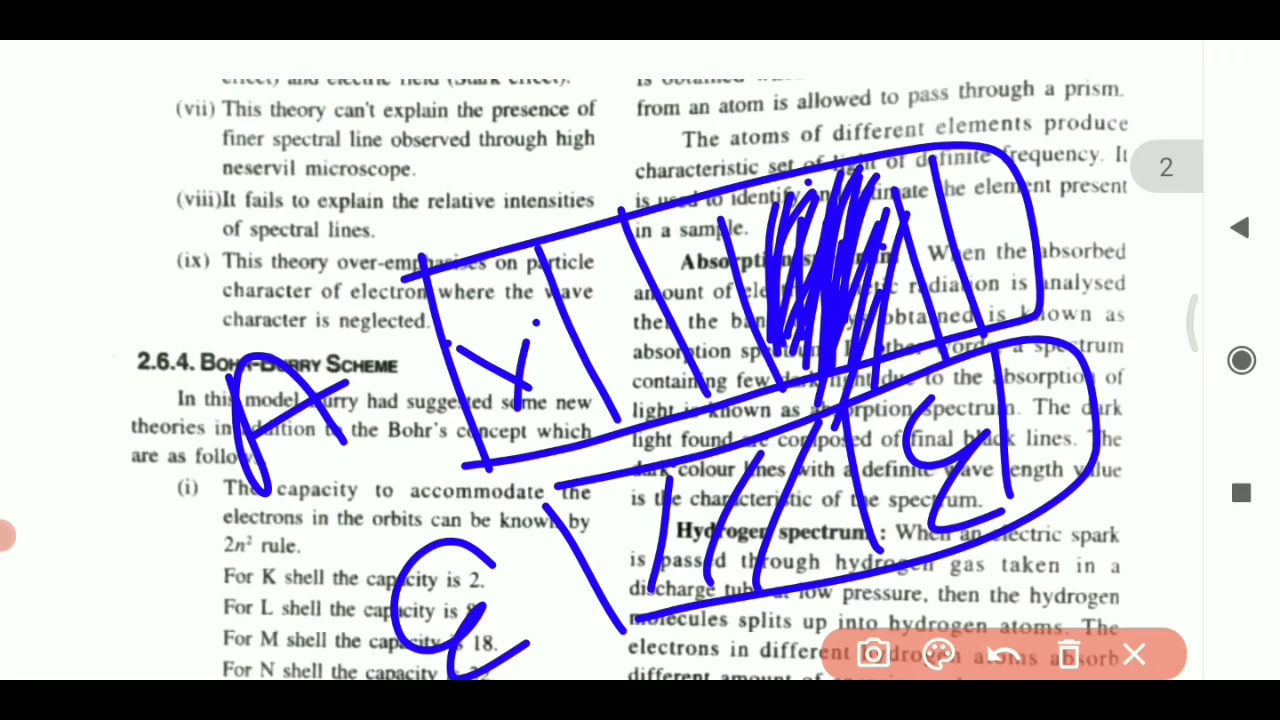 effect) and electric field (Stark effect).
(vii) This theory can't explain the presence of
finer spectral line observed through high
neservil microscope.
(viii)It fails to explain the relative intensities
of spectral lines.
(ix) This theory over-emphasises on particle
character of electron where the wave
character is neglected.
2.6.4. BOHR-BURRY SCHEME
In this model Burry had suggested some new
theories in addition to the Bohr's concept which
are as follow
(i) The capacity to accommodate the
electrons in the orbits can be known by
2n² rule.
For K shell the capacity is 2.
For L shell the capacity is 8.
For M shell the capacity is 18.
For N shell the capacity
is obtained
from an atom is allowed to pass through a prism.
The atoms of different elements produce
characteristic set of light of definite frequency. It
is used to identify and estimate the element present
in a sample.
Absorption spectrum: When the absorbed
amount of electromagnetic radiation is analysed
then the band obtained is known as
absorption spectrum. In other words a spectrum
containing few dark light due to the absorption of
light is known as absorption spectrum. The dark
light found are composed of final black lines. The
dark colour lines with a definite wave length value
is the characteristic of the spectrum.
Hydrogen spectrum : When an electric spark
is passed through hydrogen gas taken in a
discharge tube at low pressure, then the hydrogen
molecules splits up into hydrogen atoms. The
electrons in different hydrogen atoms absorb
different amount of
2